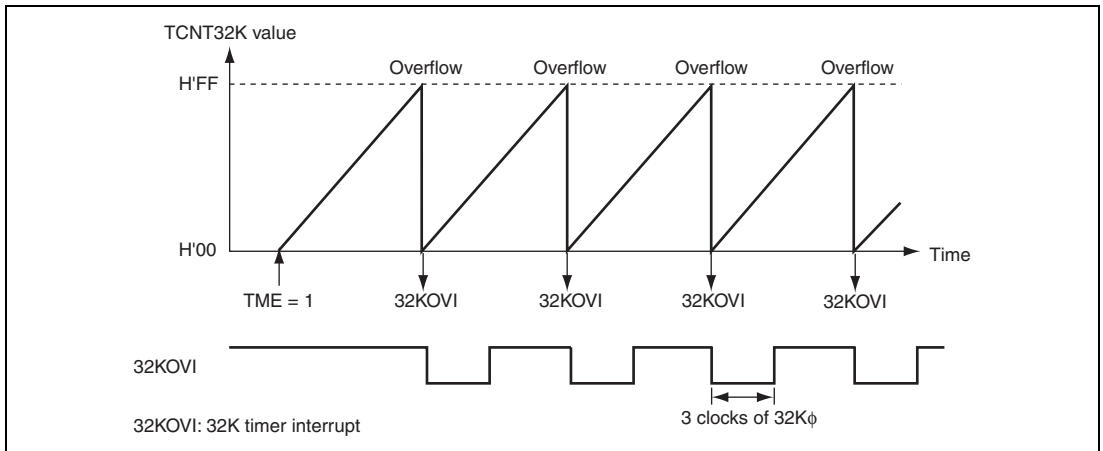 TCNT32K value
Overflow Overflow Overflow Overflow
H'FF
H'00
Time
TME = 1 32KOVI 32KOVI 32KOVI 32KOVI
32KOVI
3 clocks of 32Kϕ
32KOVI: 32K timer interrupt